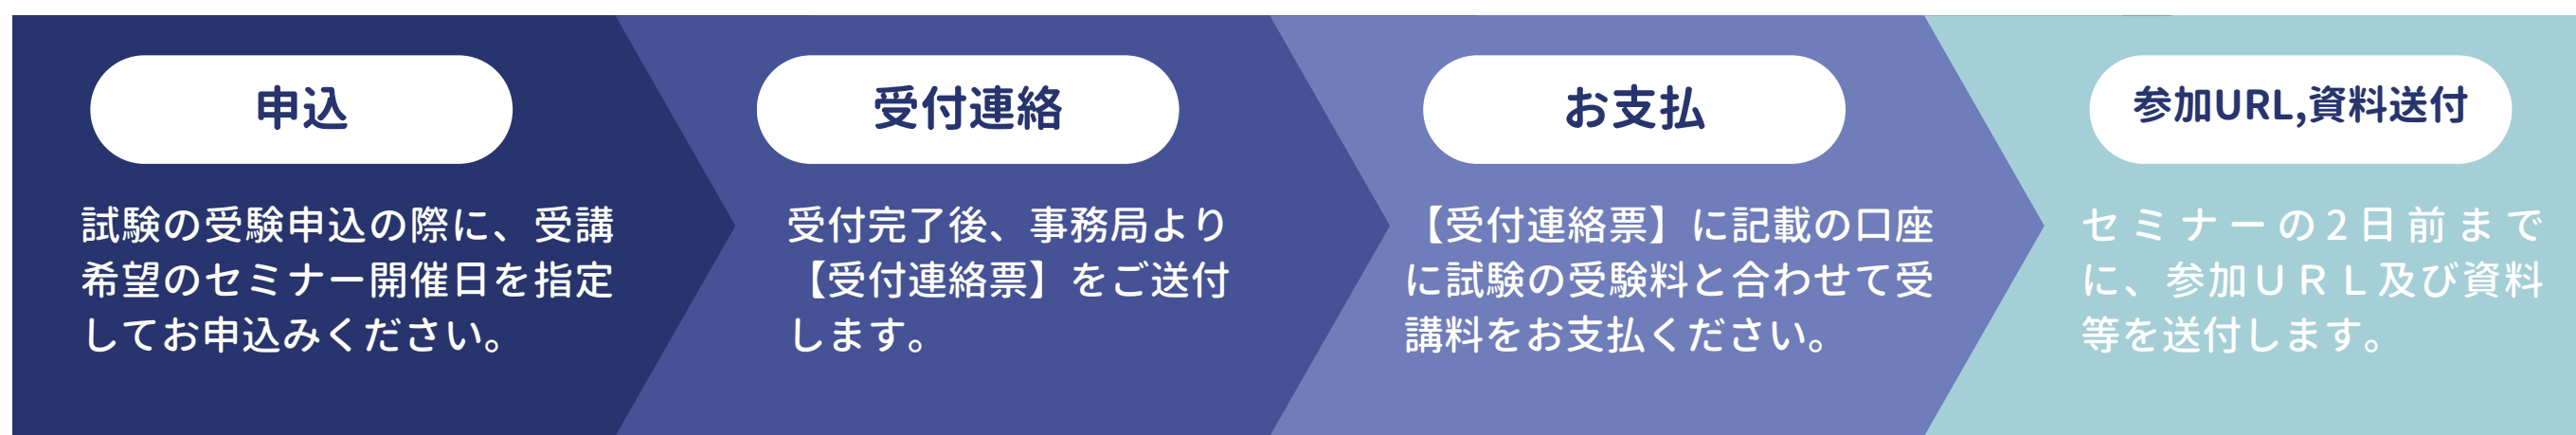 申込
試験の受験申込の際に、受講
希望のセミナー開催日を指定
してお申込みください。
受付連絡
受付完了後、事務局より
【受付連絡票】をご送付
します。
お支払
【受付連絡票】に記載の口座
に試験の受験料と合わせて受
講料をお支払ください。
参加URL,資料送付
セミナーの2日前まで
に、参加ＵＲＬ及び資料
等を送付します。